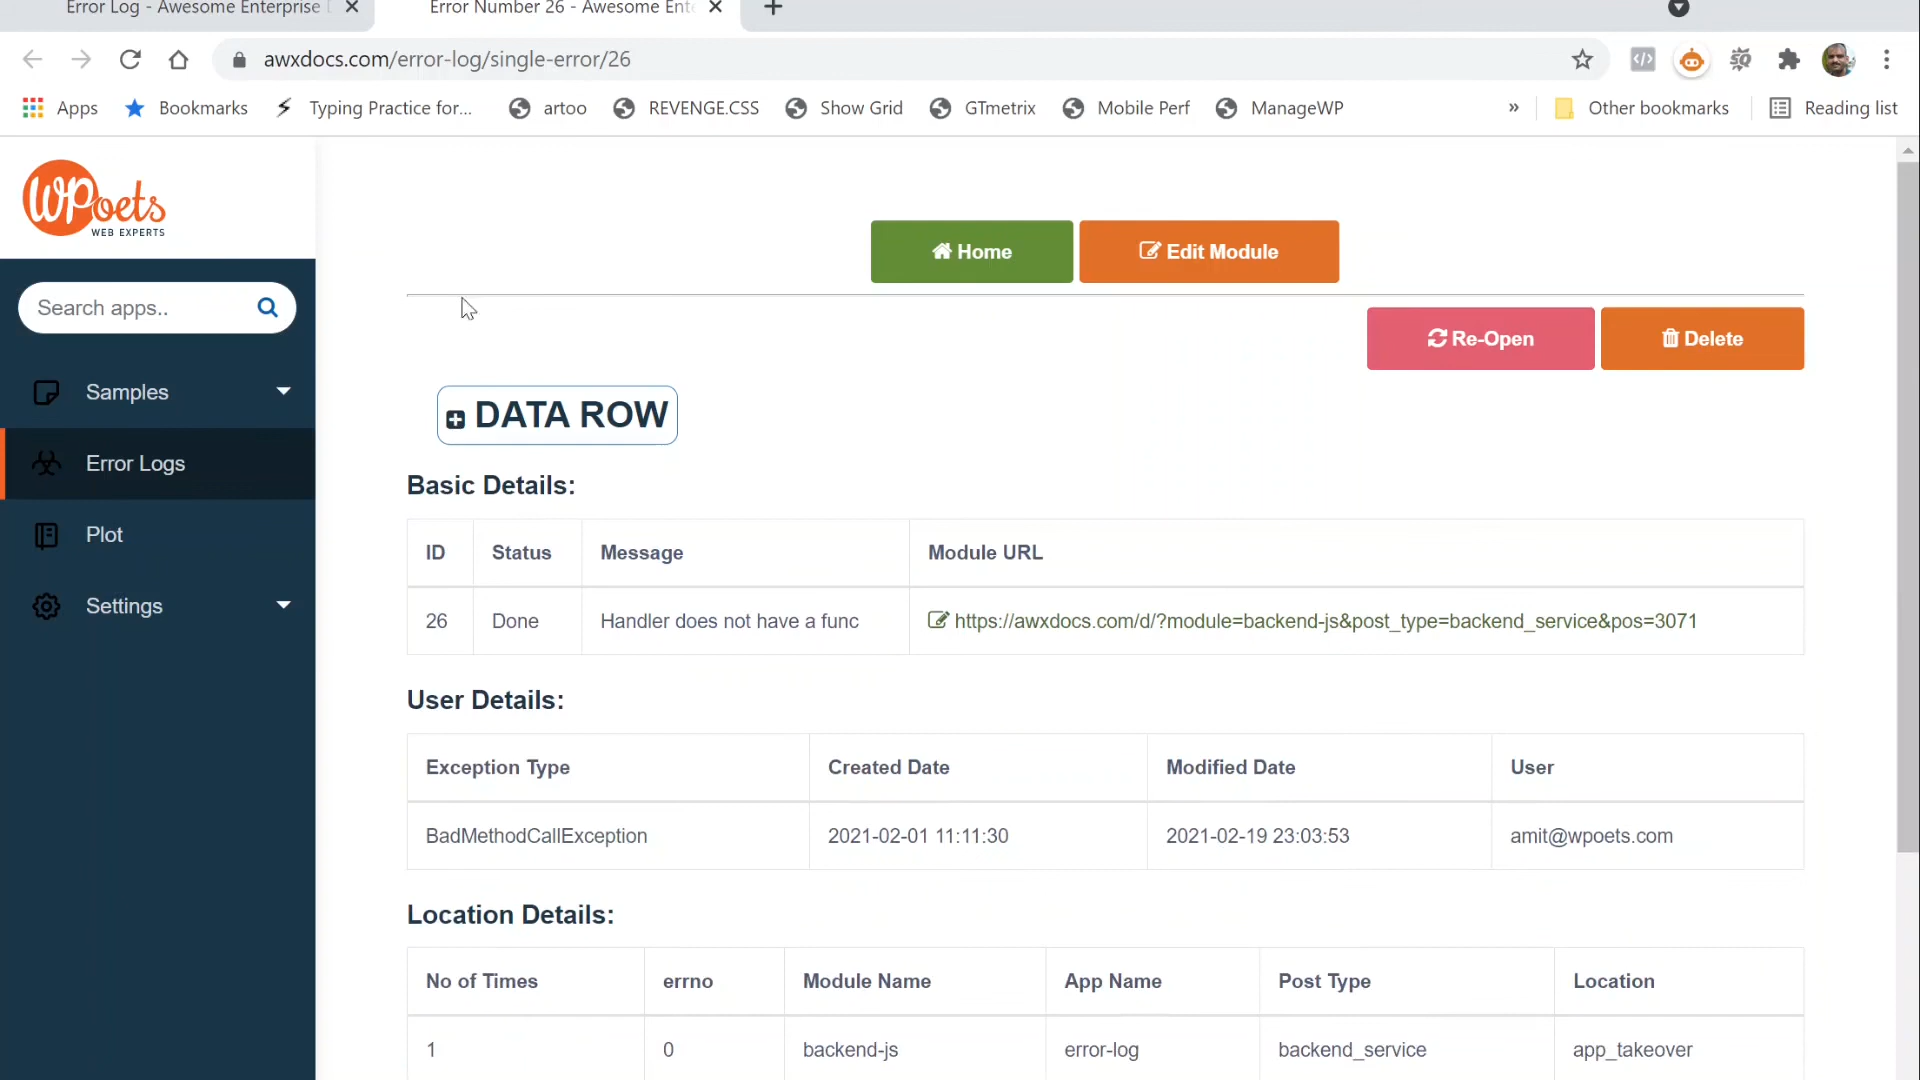 Error Log - Awesome Enterprise
Error Number 26 - Awesome Ente
awxdocs.com/error-log/single-error/26
Apps Bookmarks Typing Practice for... artoo REVENGE.CSS Show Grid GTmetrix Mobile Perf ManageWP » Other bookmarks Reading list
WPoets
WEB EXPERTS
Search apps..
Samples
Error Logs
Plot
Settings
Home Edit Module
Re-Open Delete
DATA ROW
Basic Details:
ID Status Message Module URL
26 Done Handler does not have a func https://awxdocs.com/d/?module=backend-js&post_type=backend_service&pos=3071
User Details:
Exception Type Created Date Modified Date User
BadMethodCallException 2021-02-01 11:11:30 2021-02-19 23:03:53 amit@wpoets.com
Location Details:
No of Times errno Module Name App Name Post Type Location
1 0 backend-js error-log backend_service app_takeover